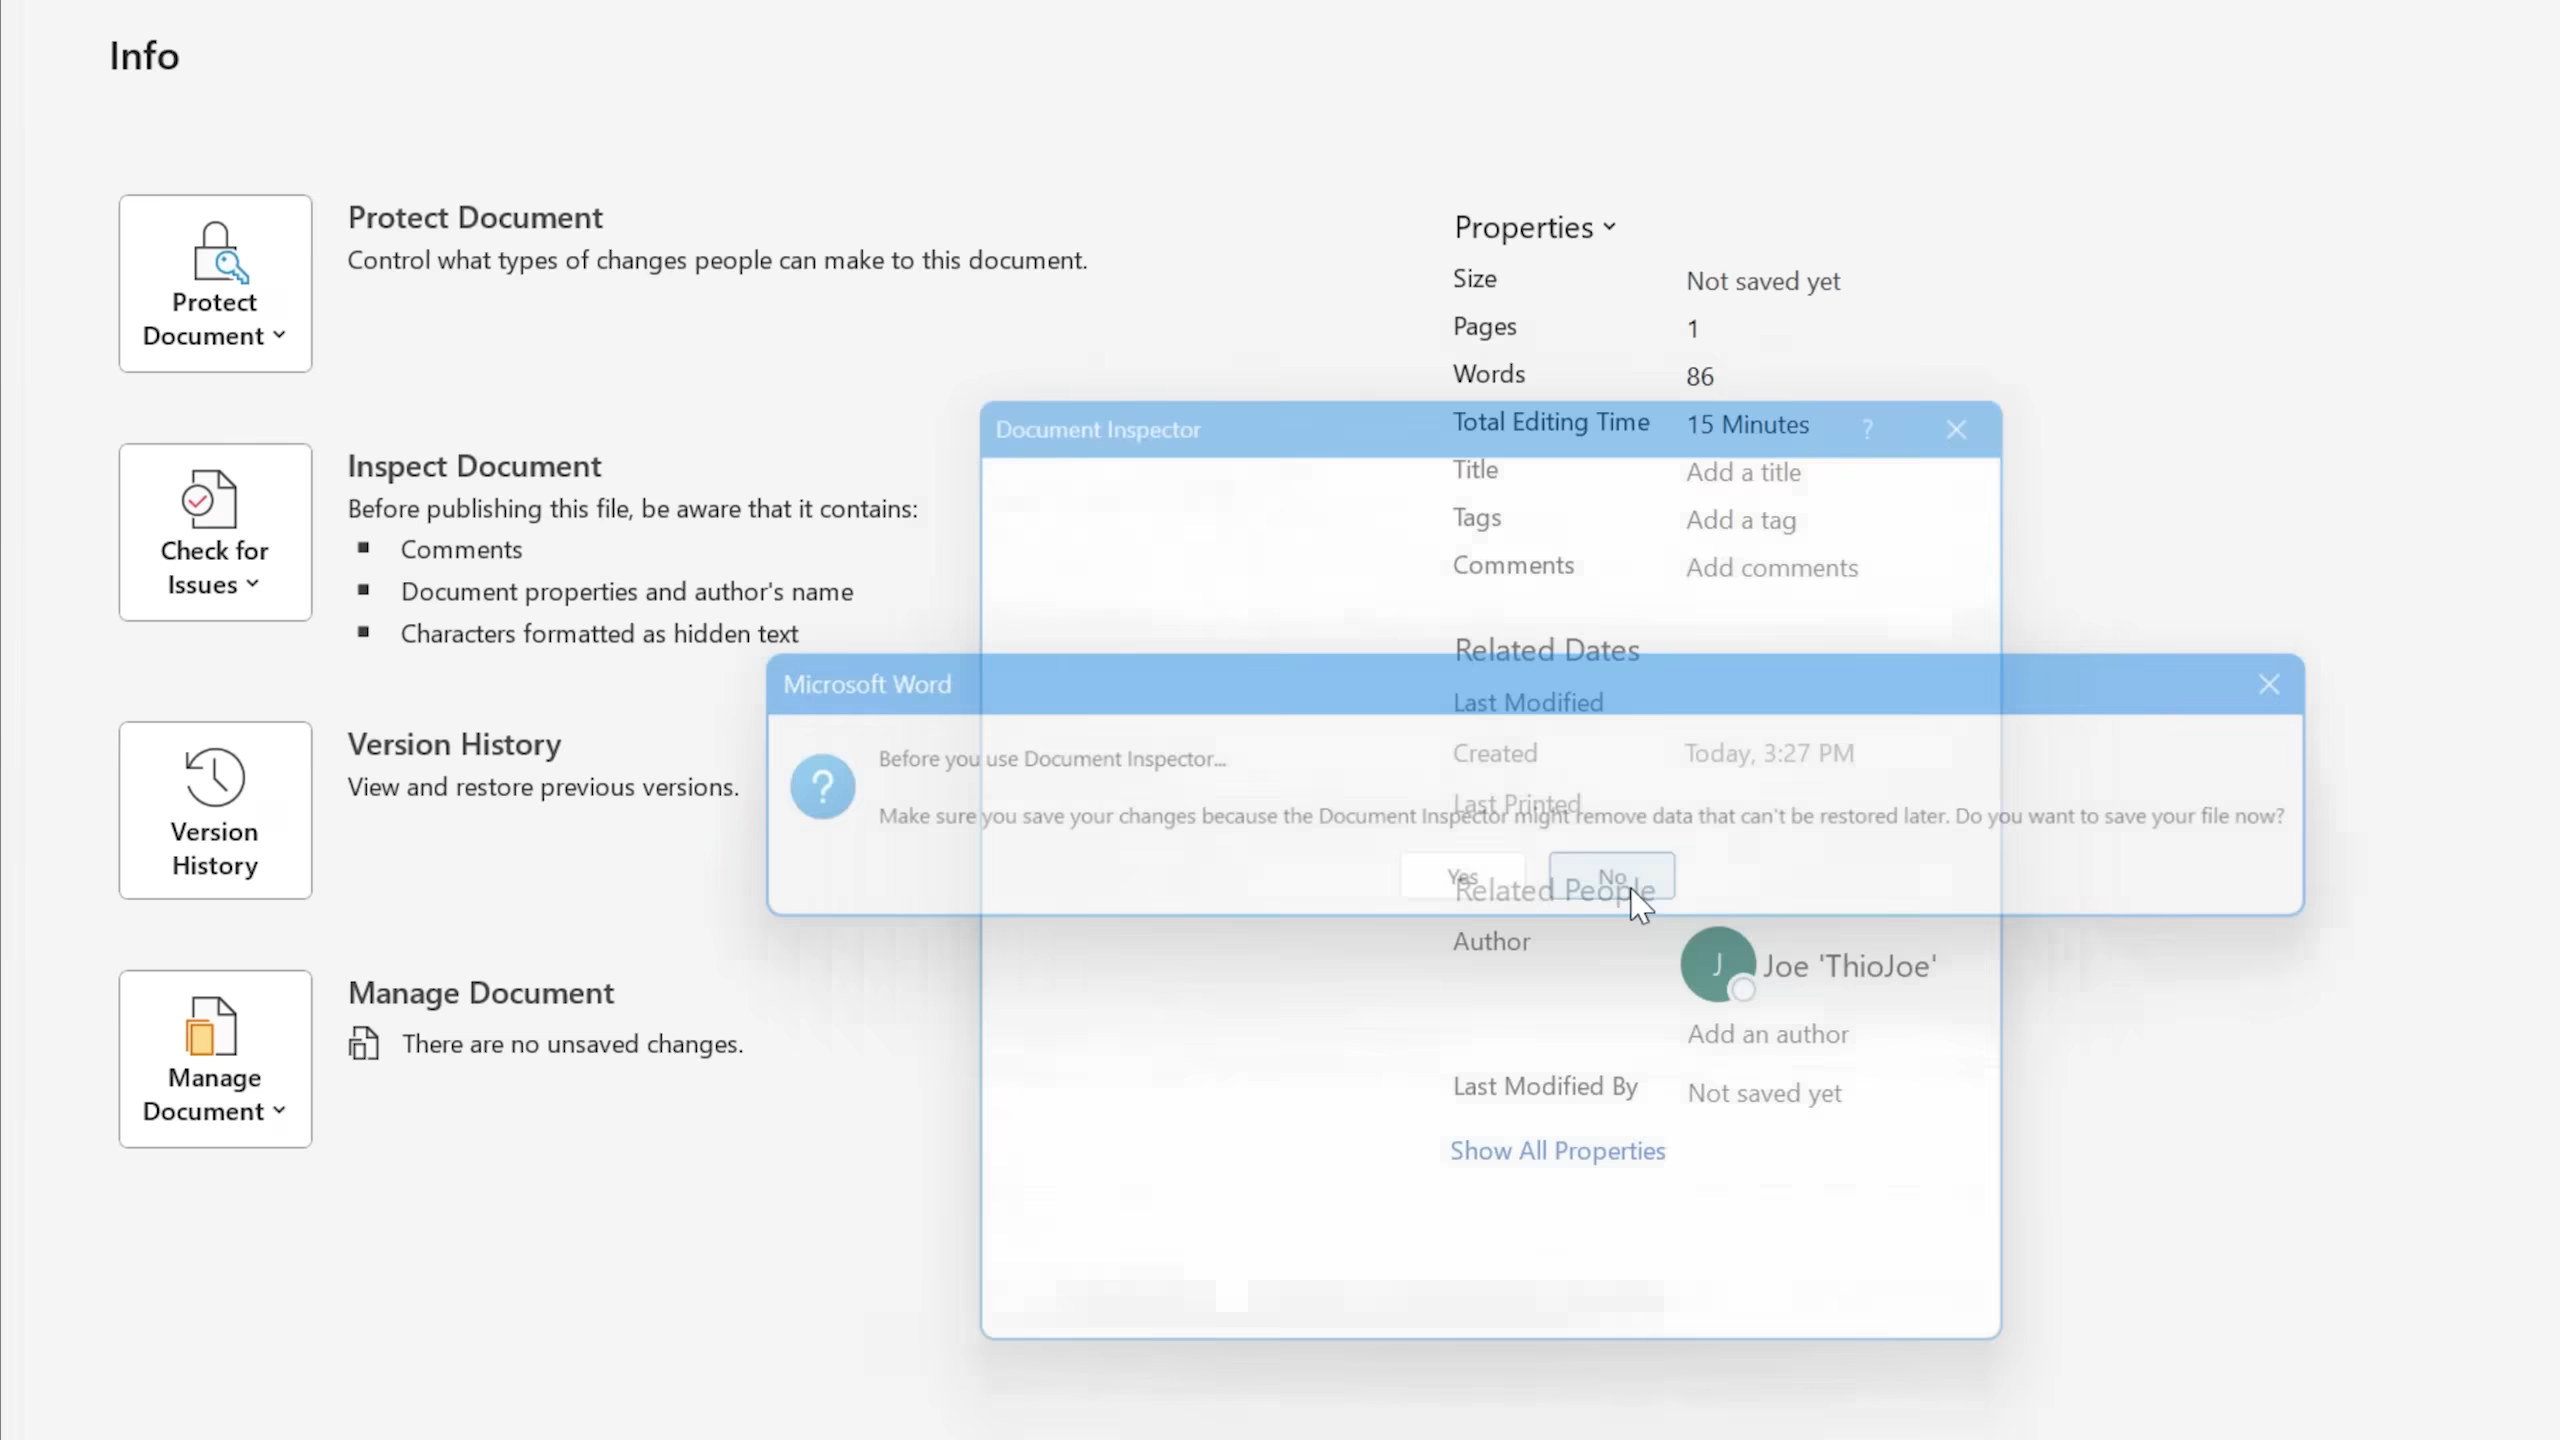 Info
Protect Document
Protect Document
Control what types of changes people can make to this document.
Check for Issues
Inspect Document
Before publishing this file, be aware that it contains:
Comments
Document properties and author's name
Characters formatted as hidden text
Version History
Version History
View and restore previous versions.
Manage Document
Manage Document
There are no unsaved changes.
Properties
Size Not saved yet
Pages 1
Words 86
Total Editing Time 15 Minutes
Title Add a title
Tags Add a tag
Comments Add comments
Related Dates
Last Modified
Created Today, 3:27 PM
Last Printed
Related People
Author J Joe 'ThioJoe'
Add an author
Last Modified By Not saved yet
Show All Properties
Document Inspector ?
Microsoft Word
?
Before you use Document Inspector...
Make sure you save your changes because the Document Inspector might remove data that can't be restored later. Do you want to save your file now?
Yes No